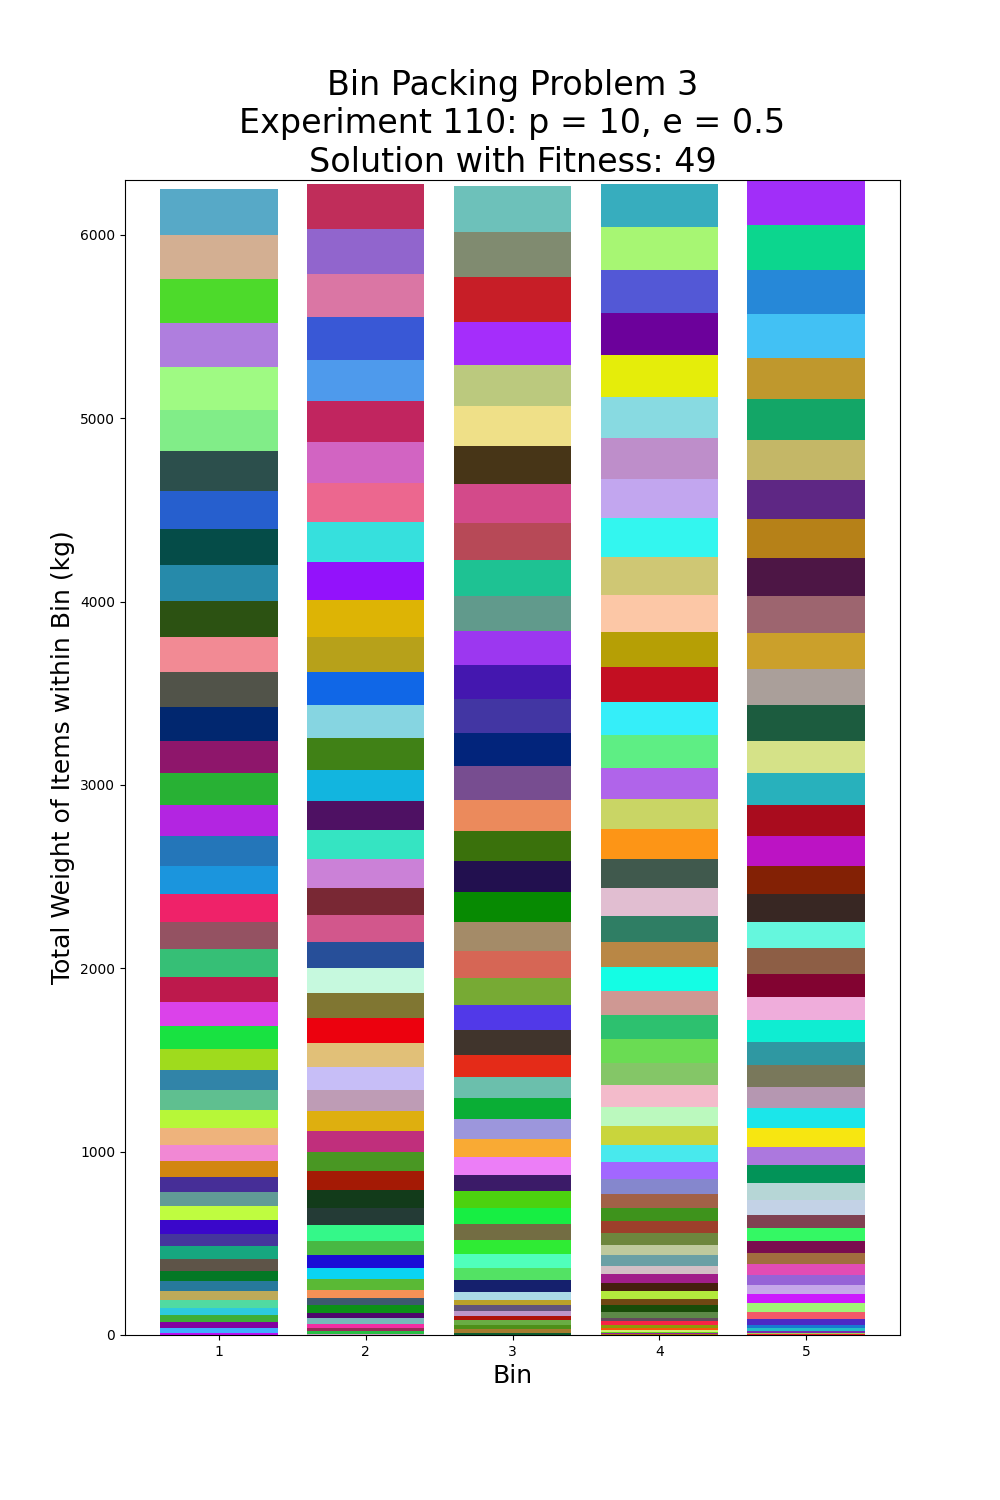 Bin Packing Problem 3
Experiment 110: p = 10, e = 0.5
Solution with Fitness: 49
Total Weight of Items within Bin (kg)
6000
5000
4000
3000
2000
1000
0
1 2 3 4 5
Bin